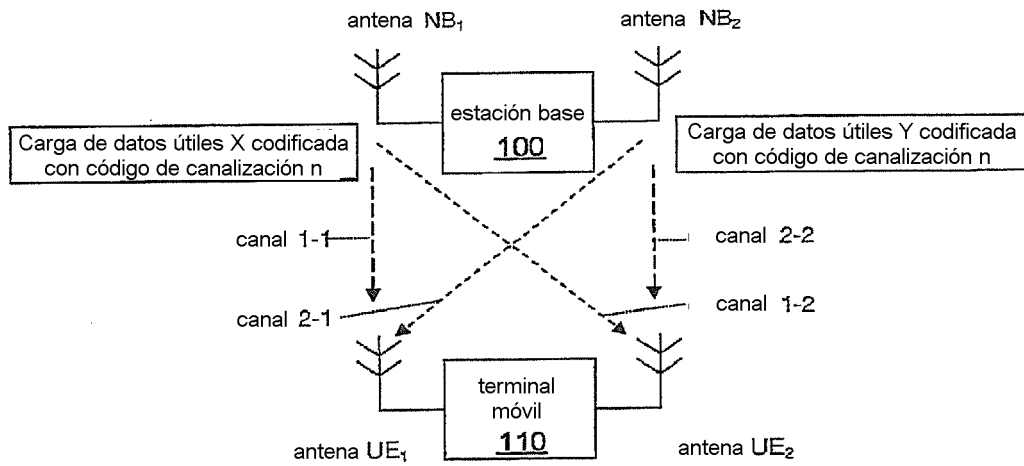 antena NB₁
antena NB₂
estación base
100
Carga de datos útiles X codificada
con código de canalización n
Carga de datos útiles Y codificada
con código de canalización n
canal 1-1
canal 2-2
canal 2-1
canal 1-2
terminal
móvil
110
antena UE₁
antena UE₂